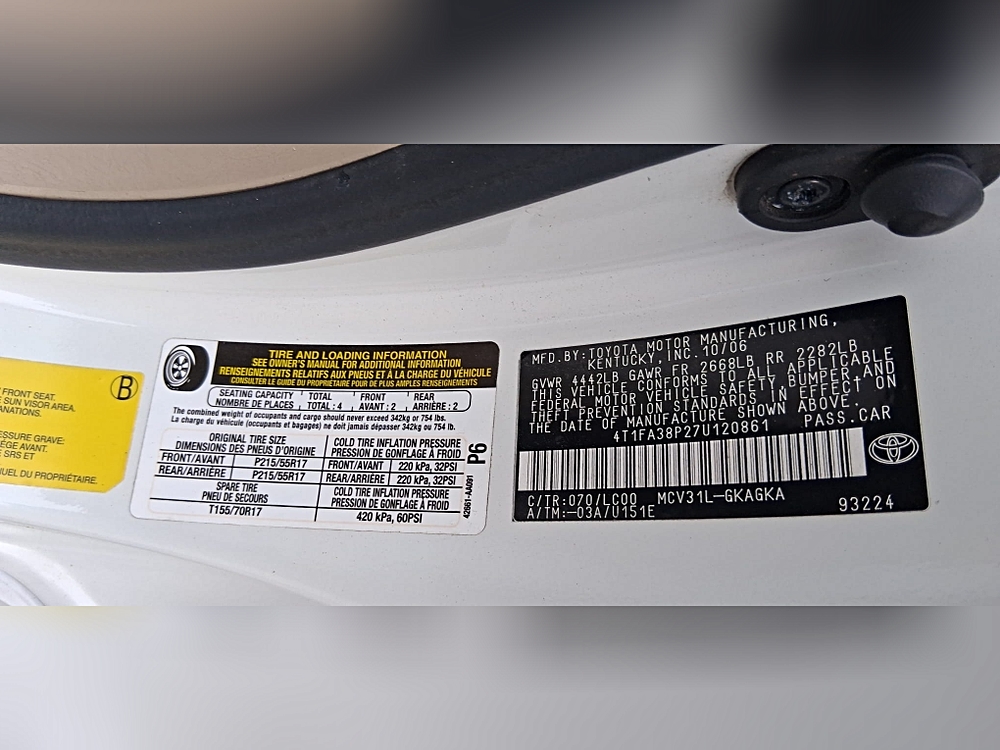 FRONT SEAT.
SUN VISOR AREA.
ANATIONS.
B
ESSURE GRAVE:
IÈGE AVANT.
E SRS ET
NUEL DU PROPRIÉTAIRE.
TIRE AND LOADING INFORMATION
SEE OWNER'S MANUAL FOR ADDITIONAL INFORMATION
RENSEIGNEMENTS RELATIFS AUX PNEUS ET A LA CHARGE DU VÉHICULE
CONSULTER LE GUIDE DU PROPRIÉTAIRE POUR DE PLUS AMPLES RENSEIGNEMENTS
SEATING CAPACITY TOTAL FRONT REAR
NOMBRE DE PLACES TOTAL : 4 AVANT : 2 ARRIÈRE : 2
The combined weight of occupants and cargo should never exceed 342kg or 754 lbs.
La charge (occupants et bagages) ne doit jamais dépasser 342kg ou 754 lb.
ORIGINAL TIRE SIZE COLD TIRE INFLATION PRESSURE
DIMENSIONS DES PNEUS D'ORIGINE PRESSION DE GONFLAGE À FROID
FRONT/AVANT P215/55R17 FRONT/AVANT 220 kPa, 32PSI
REAR/ARRIÈRE P215/55R17 REAR/ARRIÈRE 220 kPa, 32PSI
SPARE TIRE COLD TIRE INFLATION PRESSURE
PNEU DE SECOURS PRESSION DE GONFLAGE À FROID
T155/70R17 420 kPa, 60PSI
P6
42661-AA091
MFD. BY: TOYOTA MOTOR MANUFACTURING,
KENTUCKY, INC. 10/06
GVWR 4442LB GAWR FR 2668LB RR 2282LB
THIS VEHICLE CONFORMS TO ALL APPLICABLE
FEDERAL MOTOR VEHICLE SAFETY, BUMPER AND
THEFT PREVENTION STANDARDS IN EFFECT ON
THE DATE OF MANUFACTURE SHOWN ABOVE.
4T1FA38P27U120861 PASS.CAR
C/TR:070/LC00 MCV31L-GKAGKA
A/TM:-03A/U151E 93224